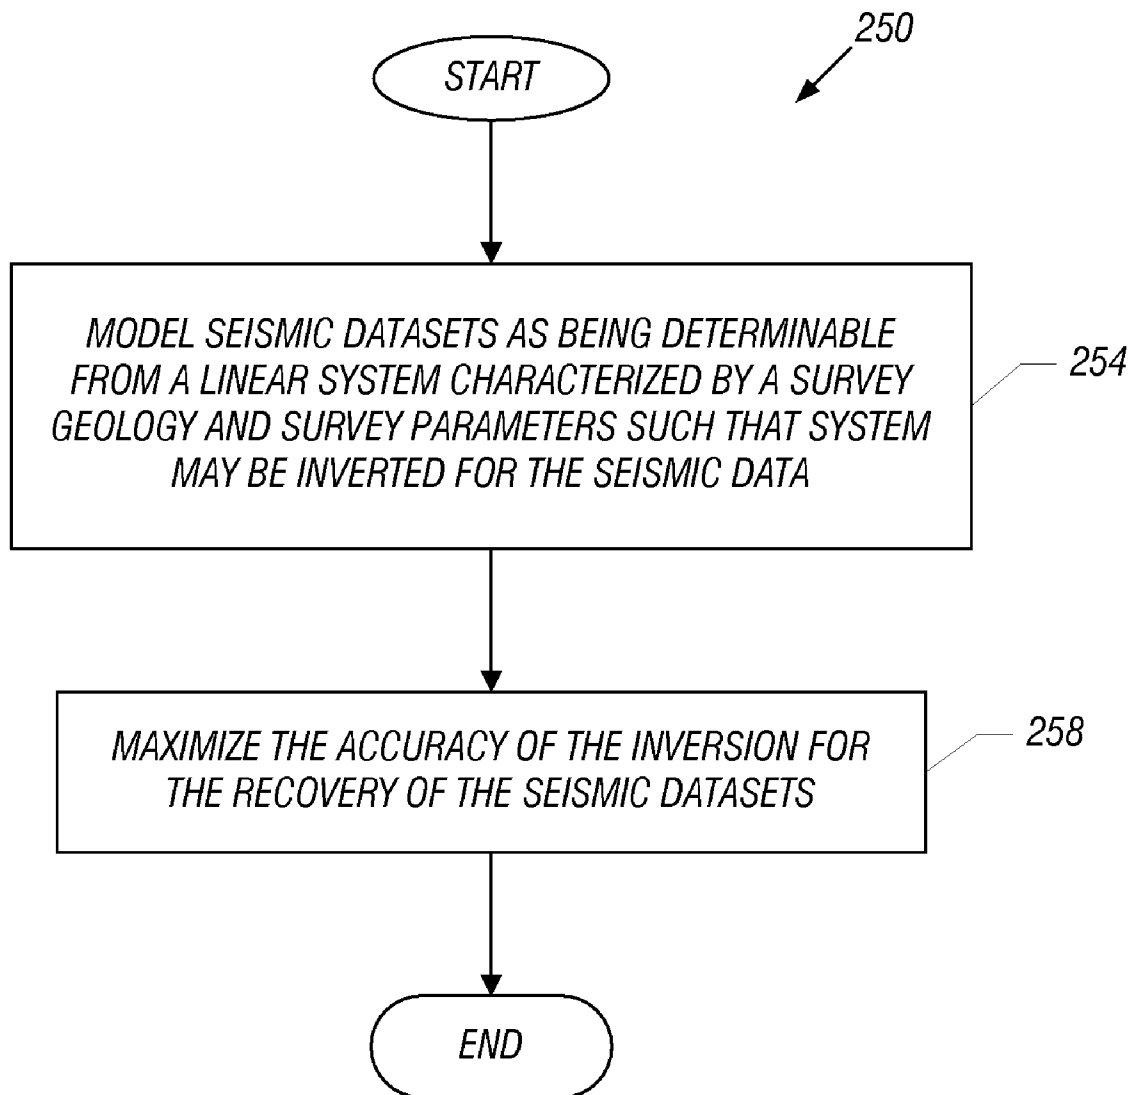 250
START
MODEL SEISMIC DATASETS AS BEING DETERMINABLE
FROM A LINEAR SYSTEM CHARACTERIZED BY A SURVEY
GEOLOGY AND SURVEY PARAMETERS SUCH THAT SYSTEM
MAY BE INVERTED FOR THE SEISMIC DATA
254
MAXIMIZE THE ACCURACY OF THE INVERSION FOR
THE RECOVERY OF THE SEISMIC DATASETS
258
END